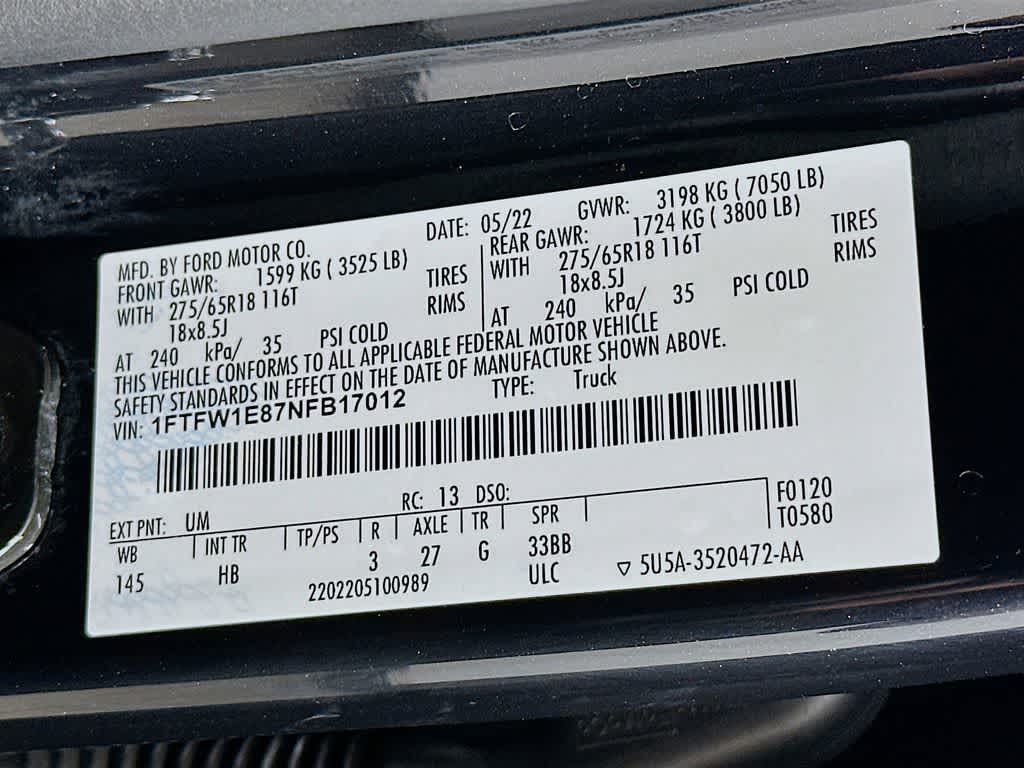 MFD. BY FORD MOTOR CO. DATE: 05/22 GVWR: 3198 KG ( 7050 LB)
FRONT GAWR: 1599 KG ( 3525 LB) REAR GAWR: 1724 KG ( 3800 LB)
WITH 275/65R18 116T TIRES WITH 275/65R18 116T TIRES
18x8.5J RIMS 18x8.5J RIMS
AT 240 kPa/ 35 PSI COLD AT 240 kPa/ 35 PSI COLD
THIS VEHICLE CONFORMS TO ALL APPLICABLE FEDERAL MOTOR VEHICLE
SAFETY STANDARDS IN EFFECT ON THE DATE OF MANUFACTURE SHOWN ABOVE.
VIN: 1FTFW1E87NFB17012 TYPE: Truck
EXT PNT: UM RC: 13 DSO: F0120
WB INT TR TP/PS R AXLE TR SPR T0580
145 HB 3 27 G 33BB
2202205100989 ULC ▽ 5U5A-3520472-AA